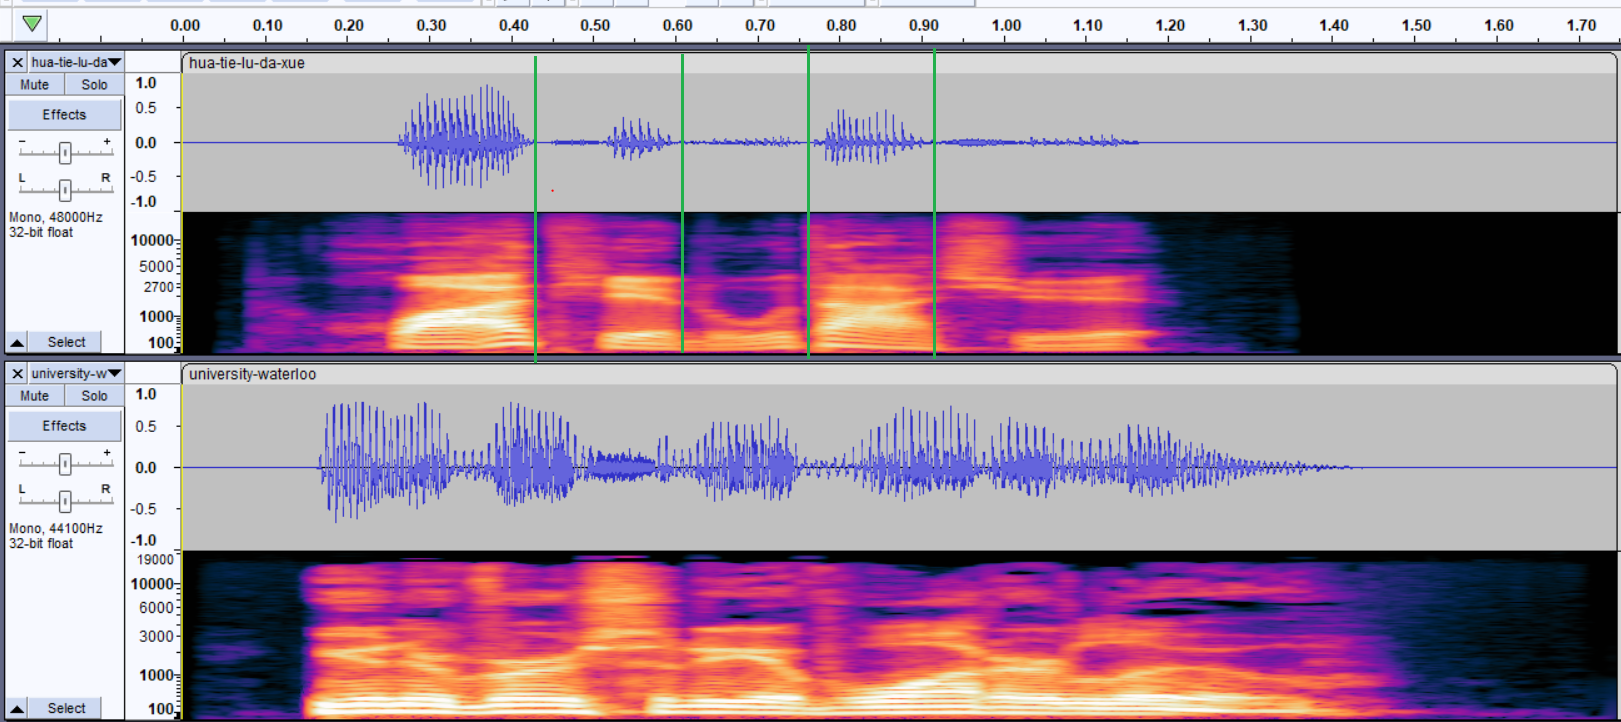 0.00 0.10 0.20 0.30 0.40 0.50 0.60 0.70 0.80 0.90 1.00 1.10 1.20 1.30 1.40 1.50 1.60 1.70
hua-tie-lu-da
hua-tie-lu-da-xue
Mute Solo
Effects
- +
L R
Mono, 48000Hz
32-bit float
Select
1.0
0.5
0.0
-0.5
-1.0
10000
5000
2700
1000
100
university-w
university-waterloo
Mute Solo
Effects
- +
L R
Mono, 44100Hz
32-bit float
Select
1.0
0.5
0.0
-0.5
-1.0
19000
10000
6000
3000
1000
100